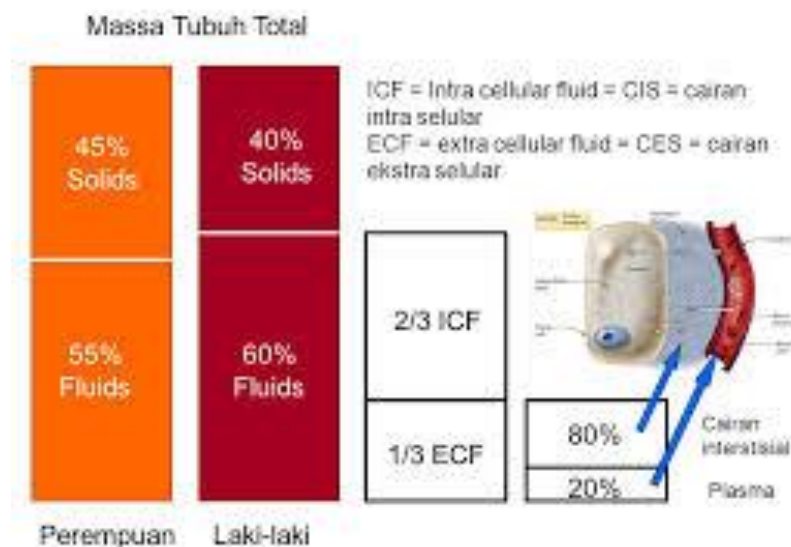 Massa Tubuh Total
45%
Solids
40%
Solids
ICF = Intra cellular fluid = CIS = cairan
intra selular
ECF = extra cellular fluid = CES = cairan
ekstra selular
55%
Fluids
60%
Fluids
2/3 ICF
1/3 ECF
80%
20%
Cairan
interstisial
Plasma
Perempuan
Laki-laki